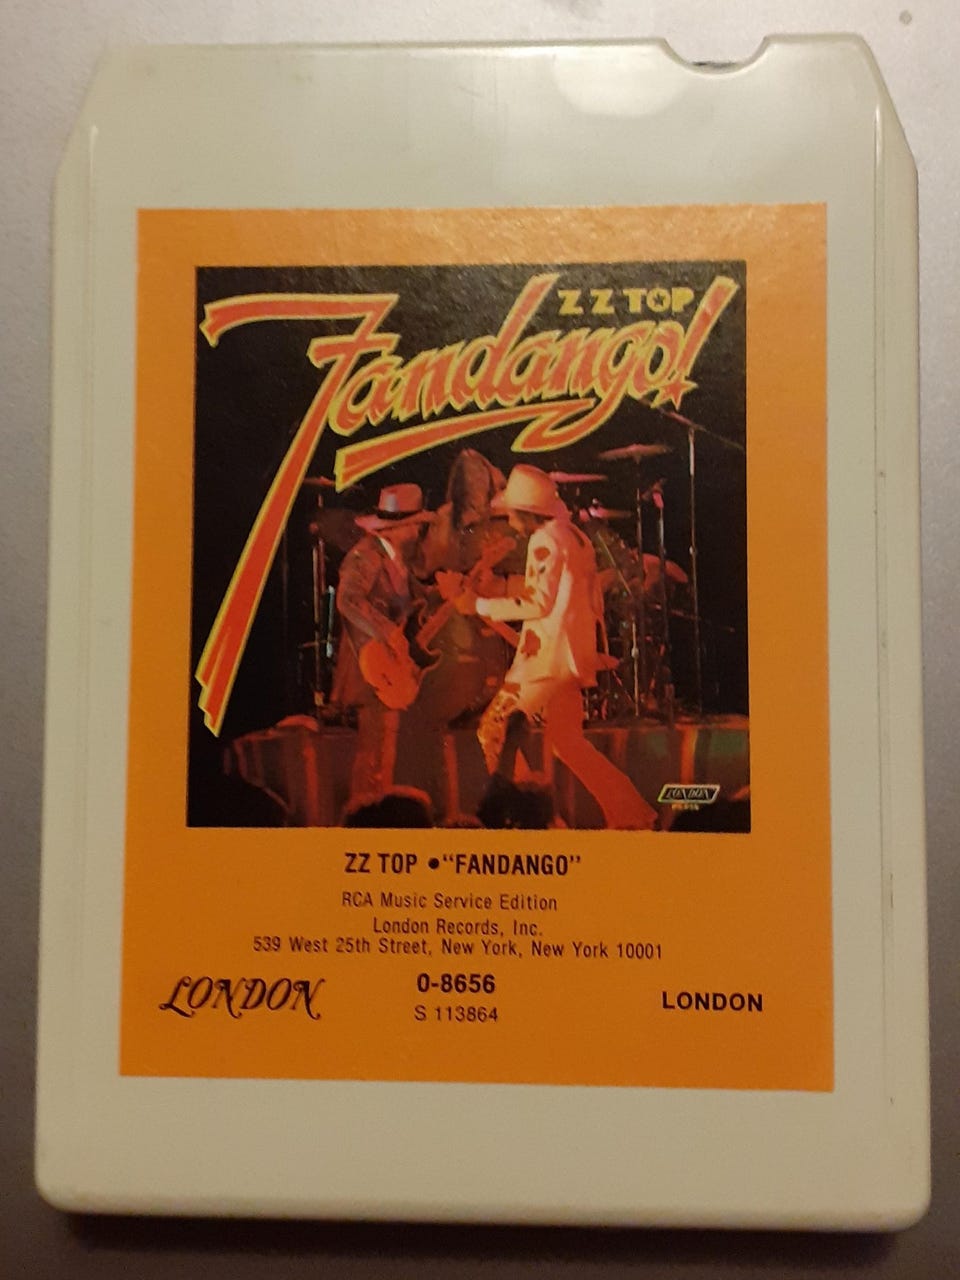 ZZ TOP
Fandango!
LONDON
ZZ TOP •"FANDANGO"
RCA Music Service Edition
London Records, Inc.
539 West 25th Street, New York, New York 10001
LONDON
0-8656
S 113864
LONDON